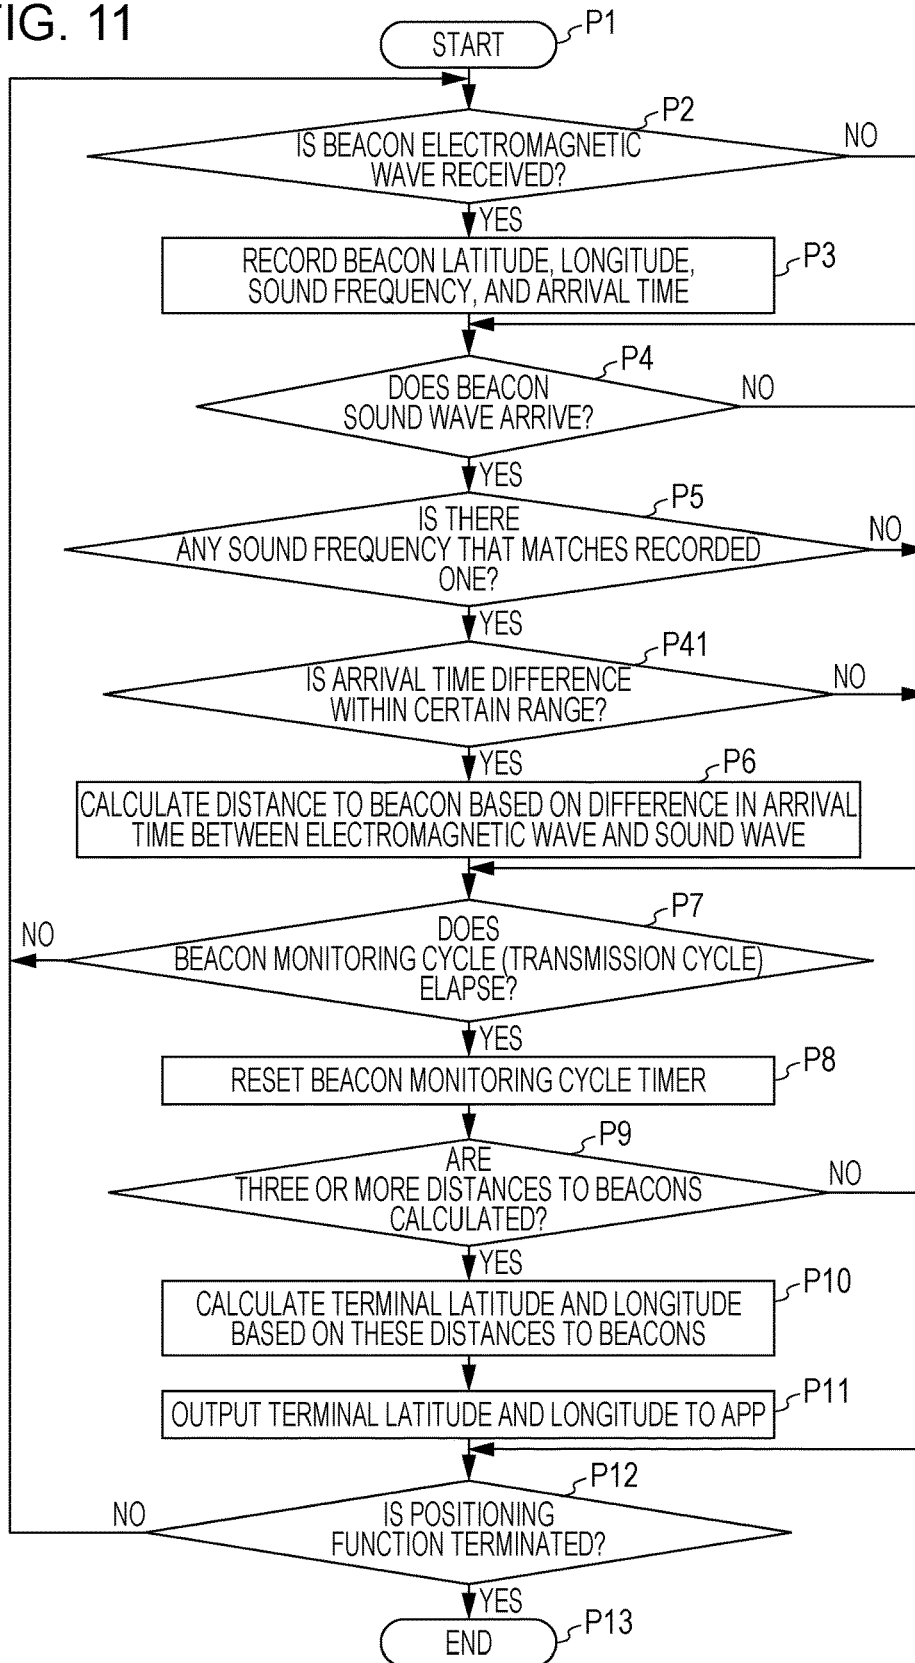 FIG. 11
START
P1
P2
IS BEACON ELECTROMAGNETIC
WAVE RECEIVED?
NO
YES
RECORD BEACON LATITUDE, LONGITUDE,
SOUND FREQUENCY, AND ARRIVAL TIME
P3
P4
DOES BEACON
SOUND WAVE ARRIVE?
NO
YES
P5
IS THERE
ANY SOUND FREQUENCY THAT MATCHES RECORDED
ONE?
NO
YES
P41
IS ARRIVAL TIME DIFFERENCE
WITHIN CERTAIN RANGE?
NO
YES
P6
CALCULATE DISTANCE TO BEACON BASED ON DIFFERENCE IN ARRIVAL
TIME BETWEEN ELECTROMAGNETIC WAVE AND SOUND WAVE
P7
DOES
BEACON MONITORING CYCLE (TRANSMISSION CYCLE)
ELAPSE?
NO
YES
RESET BEACON MONITORING CYCLE TIMER
P8
P9
ARE
THREE OR MORE DISTANCES TO BEACONS
CALCULATED?
NO
YES
CALCULATE TERMINAL LATITUDE AND LONGITUDE
BASED ON THESE DISTANCES TO BEACONS
P10
OUTPUT TERMINAL LATITUDE AND LONGITUDE TO APP
P11
P12
IS POSITIONING
FUNCTION TERMINATED?
NO
YES
END
P13